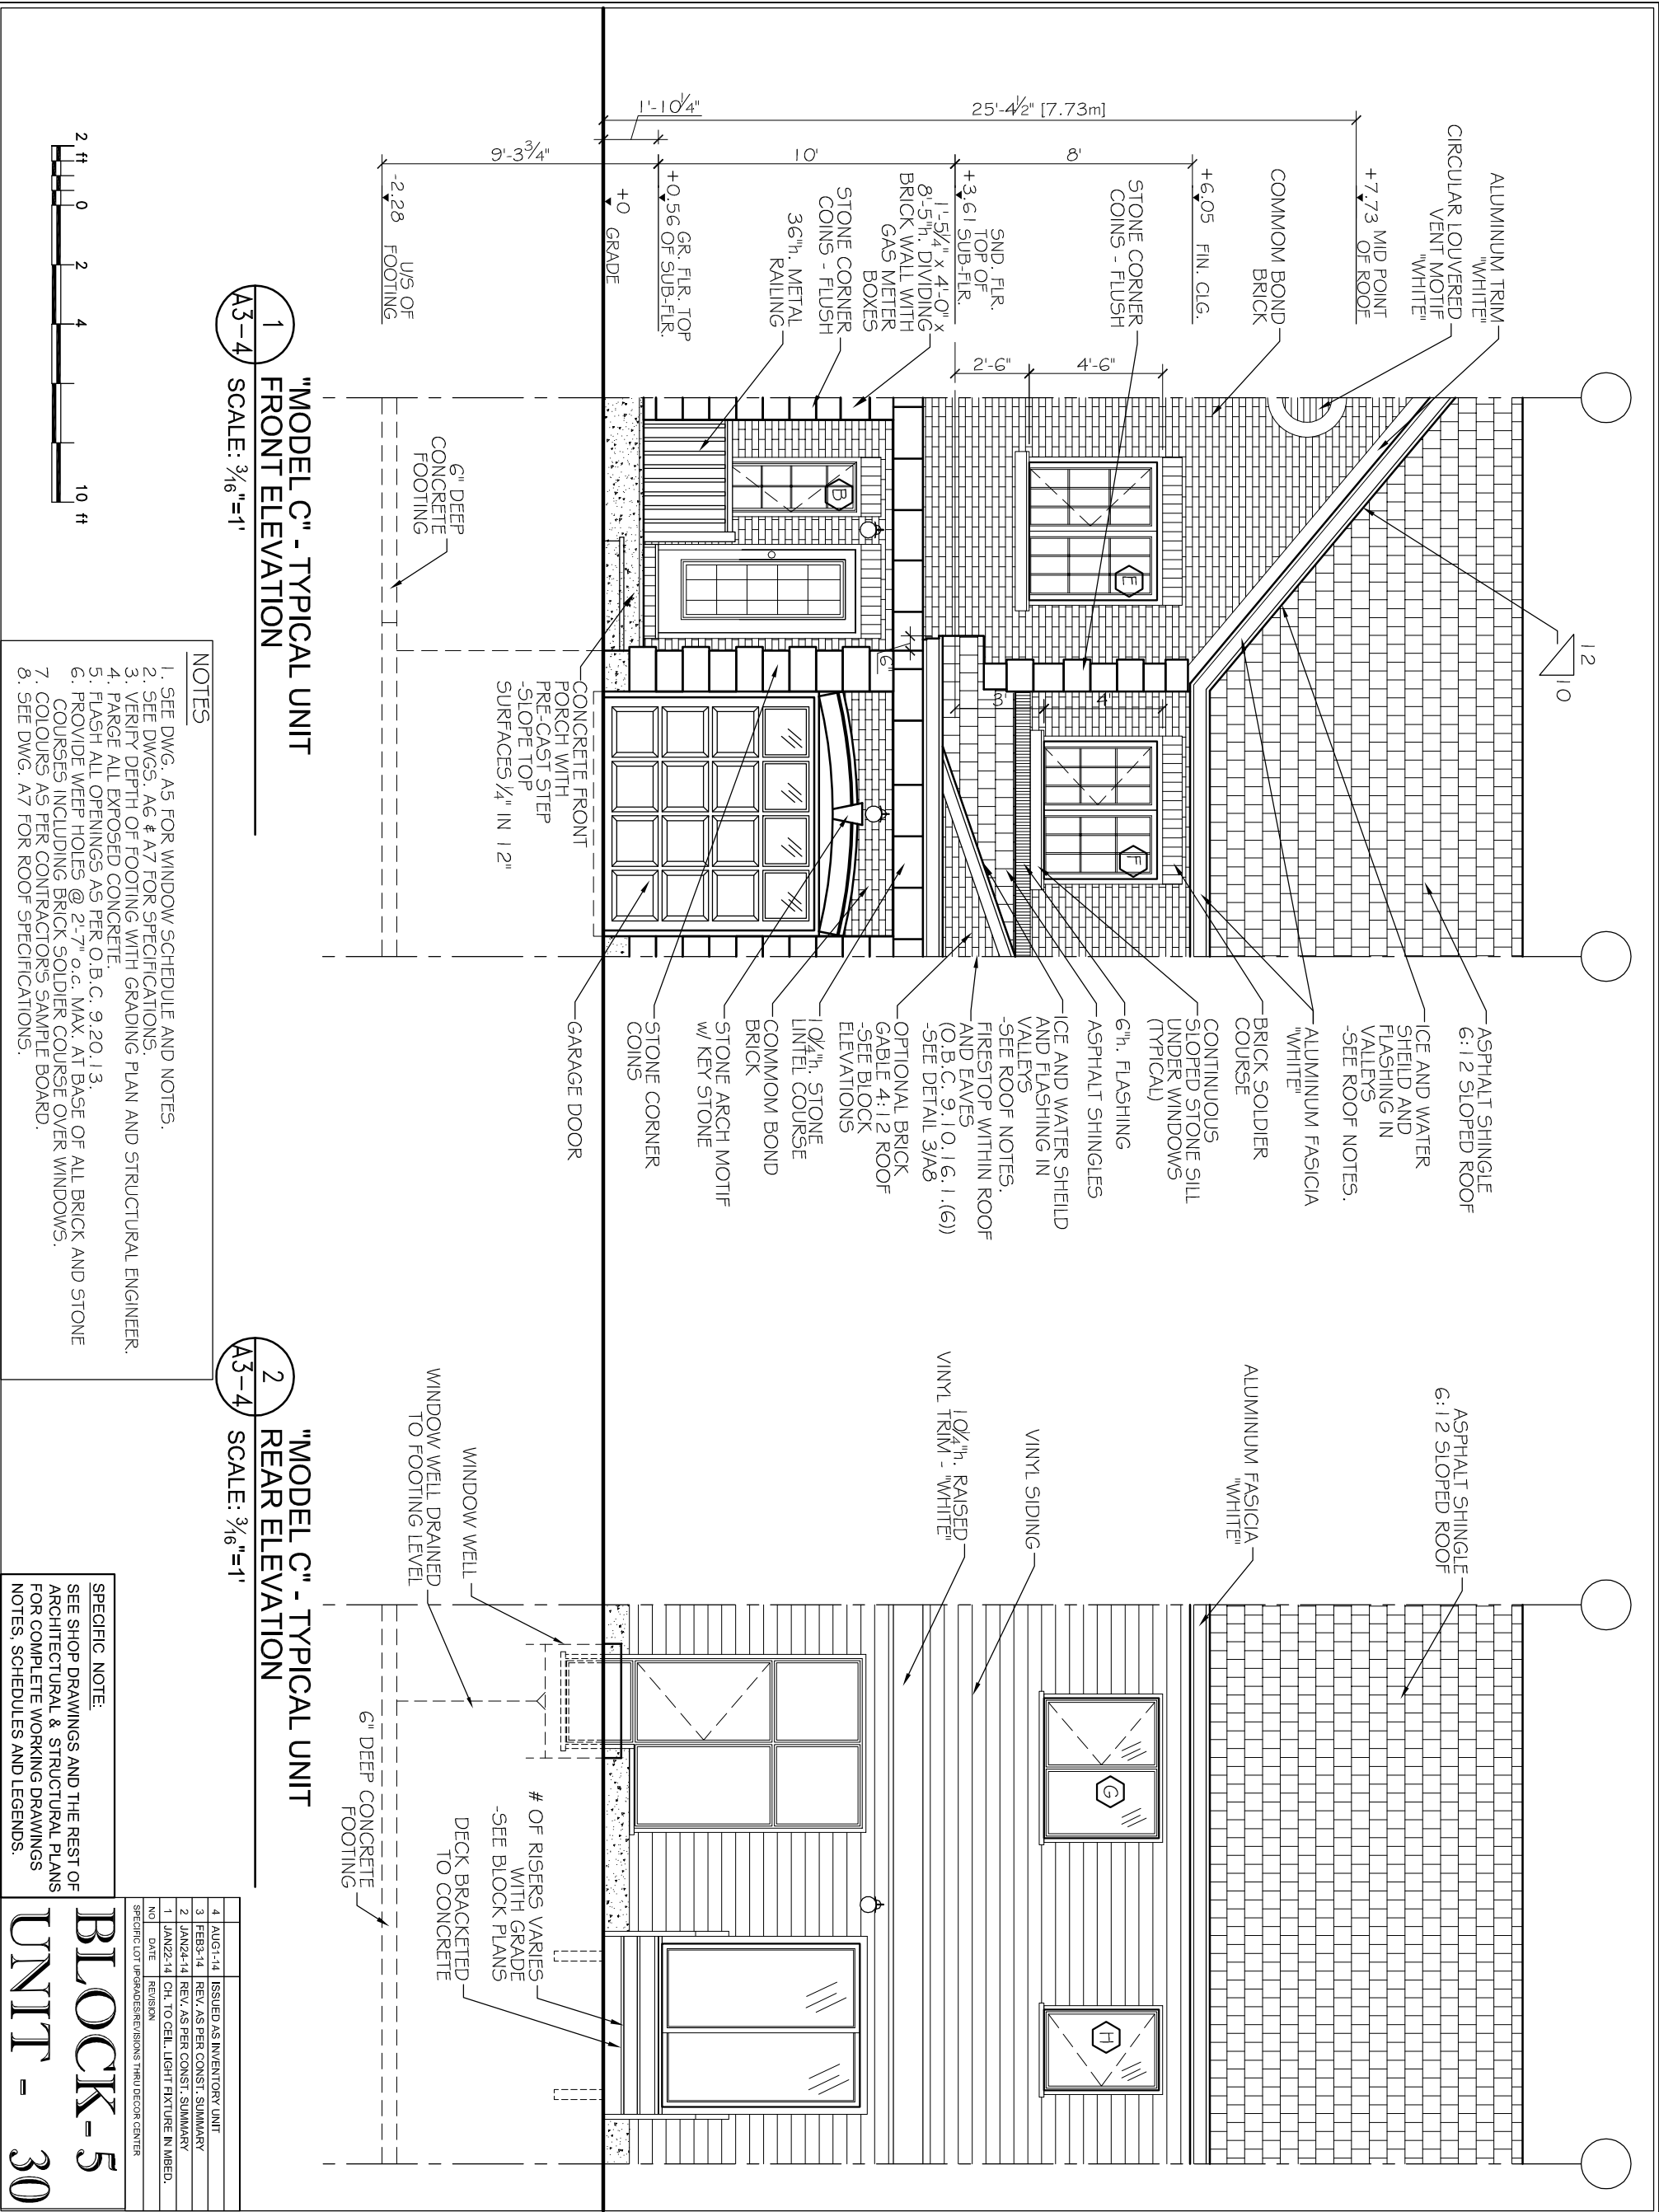 12
10
ALUMINUM TRIM
"WHITE"
CIRCULAR LOUVERED
VENT MOTIF
"WHITE"
+7.73 MID POINT
OF ROOF
COMMOM BOND
BRICK
+6.05 FIN. CLG.
STONE CORNER
COINS - FLUSH
SND. FLR.
TOP OF
+3.61 SUB-FLR.
1'-5 1/4" x 4'-0" x
8'-5"h. DIVIDING
BRICK WALL WITH
GAS METER
BOXES
STONE CORNER
COINS - FLUSH
36"h. METAL
RAILING
GR. FLR. TOP
+0.56 OF SUB-FLR.
+0 GRADE
U/S OF
-2.28 FOOTING
25'-4 1/2" [7.73m]
1'-10 1/4"
8'
10'
9'-3 3/4"
4'-6"
2'-6"
4'
3'
6"
E
F
B
ASPHALT SHINGLE
6:12 SLOPED ROOF
ICE AND WATER
SHEILD AND
FLASHING IN
VALLEYS
-SEE ROOF NOTES.
ALUMINUM FASICIA
"WHITE"
BRICK SOLDIER
COURSE
CONTINUOUS
SLOPED STONE SILL
UNDER WINDOWS
(TYPICAL)
6"h. FLASHING
ASPHALT SHINGLES
ICE AND WATER SHEILD
AND FLASHING IN
VALLEYS
-SEE ROOF NOTES.
FIRESTOP WITHIN ROOF
AND EAVES
(O.B.C. 9.10.16.1.(6))
-SEE DETAIL 3/A8
OPTIONAL BRICK
GABLE 4:12 ROOF
-SEE BLOCK
ELEVATIONS
10 1/4"h. STONE
LINTEL COURSE
COMMOM BOND
BRICK
STONE ARCH MOTIF
w/ KEY STONE
STONE CORNER
COINS
GARAGE DOOR
CONCRETE FRONT
PORCH WITH
PRE-CAST STEP
-SLOPE TOP
SURFACES 1/4" IN 12"
6" DEEP
CONCRETE
FOOTING
1
A3-4
"MODEL C" - TYPICAL UNIT
FRONT ELEVATION
SCALE: 3/16"=1'
2 ft 0 2 4 10 ft
ASPHALT SHINGLE
6:12 SLOPED ROOF
ALUMINUM FASICIA
"WHITE"
VINYL SIDING
10 1/4"h. RAISED
VINYL TRIM - "WHITE"
G
H
WINDOW WELL
WINDOW WELL DRAINED
TO FOOTING LEVEL
# OF RISERS VARIES
WITH GRADE
-SEE BLOCK PLANS
DECK BRACKETED
TO CONCRETE
6" DEEP CONCRETE
FOOTING
2
A3-4
"MODEL C" - TYPICAL UNIT
REAR ELEVATION
SCALE: 3/16"=1'
NOTES
1. SEE DWG. A5 FOR WINDOW SCHEDULE AND NOTES.
2. SEE DWGS. A6 & A7 FOR SPECIFICATIONS.
3. VERIFY DEPTH OF FOOTING WITH GRADING PLAN AND STRUCTURAL ENGINEER.
4. PARGE ALL EXPOSED CONCRETE.
5. FLASH ALL OPENINGS AS PER O.B.C. 9.20.13.
6. PROVIDE WEEP HOLES @ 2'-7" o.c. MAX. AT BASE OF ALL BRICK AND STONE
COURSES INCLUDING BRICK SOLDIER COURSE OVER WINDOWS.
7. COLOURS AS PER CONTRACTOR'S SAMPLE BOARD.
8. SEE DWG. A7 FOR ROOF SPECIFICATIONS.
SPECIFIC NOTE:
SEE SHOP DRAWINGS AND THE REST OF
ARCHITECTURAL & STRUCTURAL PLANS
FOR COMPLETE WORKING DRAWINGS
NOTES, SCHEDULES AND LEGENDS.
4 AUG1-14 ISSUED AS INVENTORY UNIT
3 FEB3-14 REV. AS PER CONST. SUMMARY
2 JAN24-14 REV. AS PER CONST. SUMMARY
1 JAN22-14 CH. TO CEIL. LIGHT FIXTURE IN MBED.
NO DATE REVISION
SPECIFIC LOT UPGRADES/REVISIONS THRU DECOR CENTER
BLOCK-5
UNIT - 30